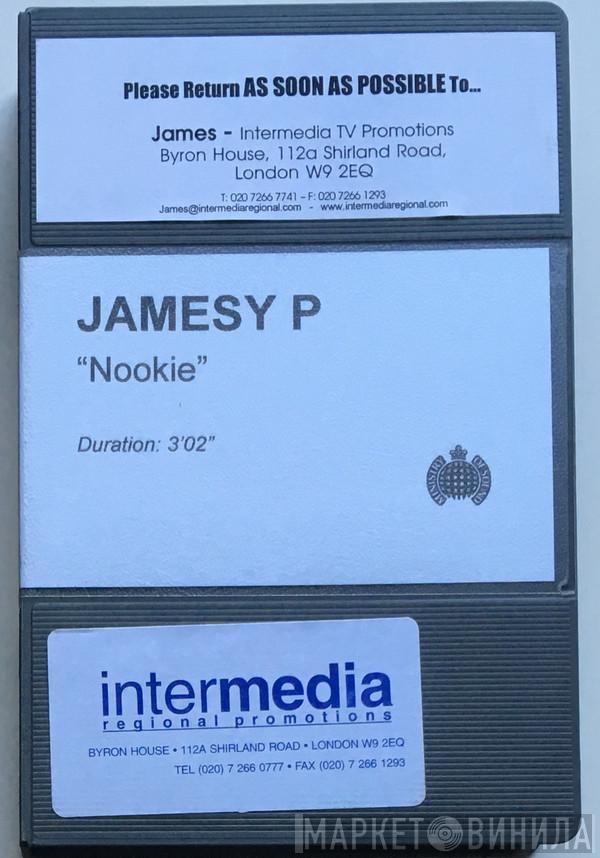 Please Return AS SOON AS POSSIBLE To...
James - Intermedia TV Promotions
Byron House, 112a Shirland Road,
London W9 2EQ
T: 020 7266 7741 - F: 020 7266 1293
James@intermediaregional.com - www.intermediaregional.com
JAMESY P
“Nookie”
Duration: 3'02”
MINISTRY OF SOUND
intermedia
regional promotions
BYRON HOUSE • 112A SHIRLAND ROAD • LONDON W9 2EQ
TEL (020) 7 266 0777 • FAX (020) 7 266 1293
МАРКЕТ ВИНИЛА